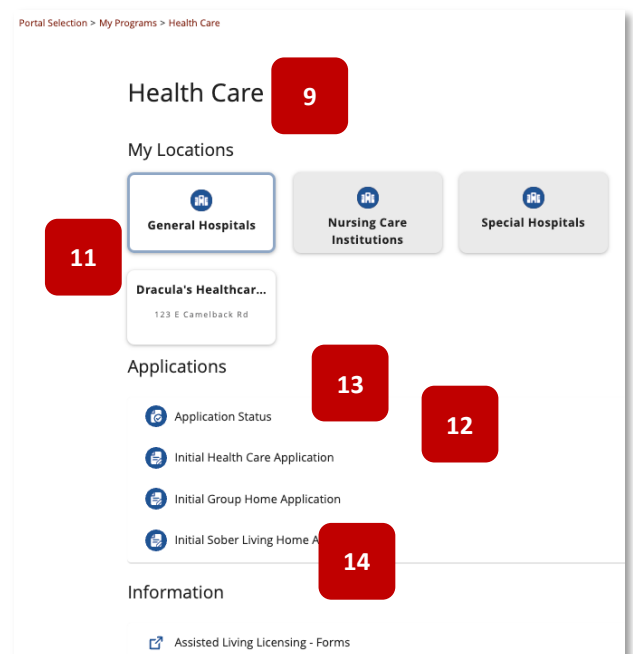 Portal Selection > My Programs > Health Care
Health Care
9
My Locations
General Hospitals
Nursing Care
Institutions
Special Hospitals
11
Dracula's Healthcar...
123 E Camelback Rd
Applications
13
Application Status
12
Initial Health Care Application
Initial Group Home Application
Initial Sober Living Home
14
Information
Assisted Living Licensing - Forms